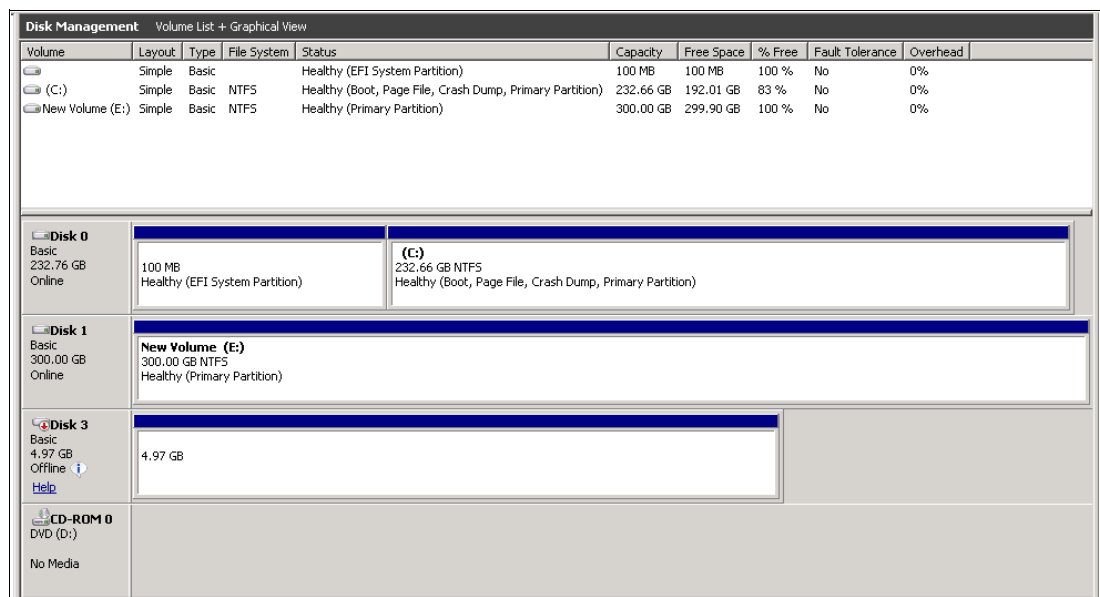 Disk Management Volume List + Graphical View
Volume Layout Type File System Status Capacity Free Space % Free Fault Tolerance Overhead
Simple Basic Healthy (EFI System Partition) 100 MB 100 MB 100 % No 0%
(C:) Simple Basic NTFS Healthy (Boot, Page File, Crash Dump, Primary Partition) 232.66 GB 192.01 GB 83 % No 0%
New Volume (E:) Simple Basic NTFS Healthy (Primary Partition) 300.00 GB 299.90 GB 100 % No 0%
Disk 0
Basic
232.76 GB
Online
100 MB
Healthy (EFI System Partition)
(C:)
232.66 GB NTFS
Healthy (Boot, Page File, Crash Dump, Primary Partition)
Disk 1
Basic
300.00 GB
Online
New Volume (E:)
300.00 GB NTFS
Healthy (Primary Partition)
Disk 3
Basic
4.97 GB
Offline
Help
4.97 GB
CD-ROM 0
DVD (D:)
No Media